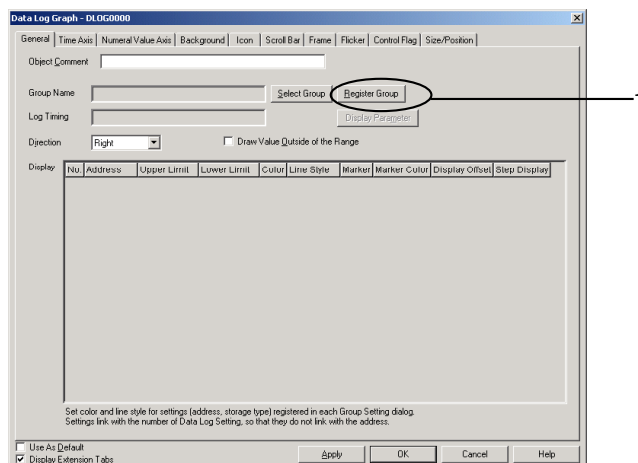 Data Log Graph - DLOG0000
General Time Axis Numeral Value Axis Background Icon Scroll Bar Frame Flicker Control Flag Size/Position
Object Comment
Group Name Select Group Register Group
Log Timing Display Parameter
Direction Right Draw Value Outside of the Range
Display No. Address Upper Limit Lower Limit Color Line Style Marker Marker Color Display Offset Step Display
Set color and line style for settings (address, storage type) registered in each Group Setting dialog.
Settings link with the number of Data Log Setting, so that they do not link with the address.
Use As Default
Display Extension Tabs Apply OK Cancel Help